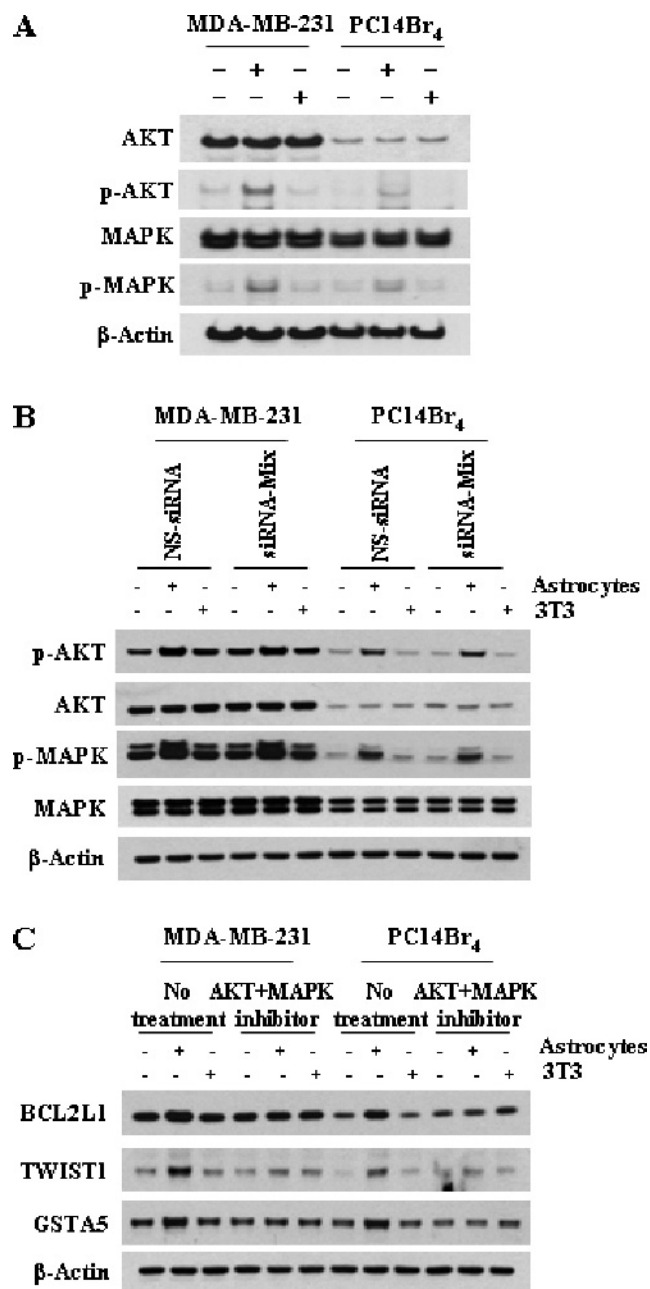 A
MDA-MB-231 PC14Br4
– + – – + –
– – + – – +
AKT
p-AKT
MAPK
p-MAPK
β-Actin
B
MDA-MB-231 PC14Br4
NS-siRNA siRNA-Mix NS-siRNA siRNA-Mix
- + - - + - - + - - + - Astrocytes
- - + - - + - - + - - + 3T3
p-AKT
AKT
p-MAPK
MAPK
β-Actin
C
MDA-MB-231 PC14Br4
No AKT+MAPK No AKT+MAPK
treatment inhibitor treatment inhibitor
- + - - + - - + - - + - Astrocytes
- - + - - + - - + - - + 3T3
BCL2L1
TWIST1
GSTA5
β-Actin